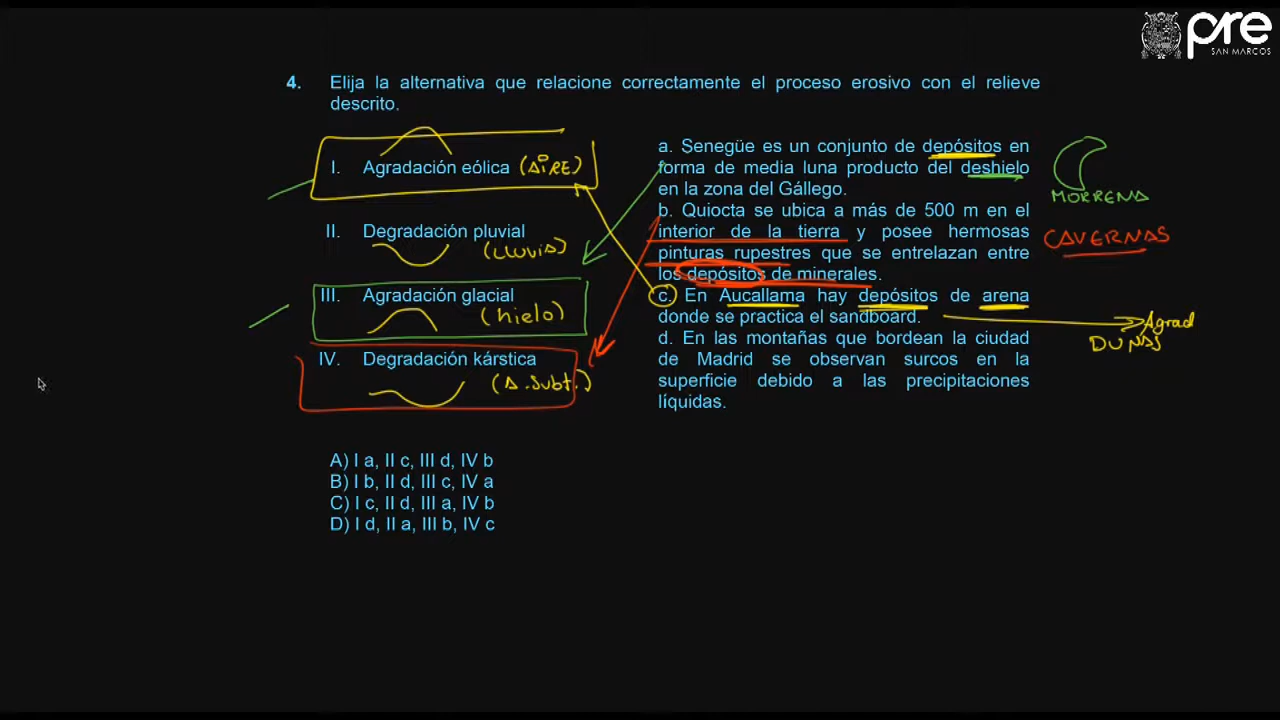 pre
SAN MARCOS
4. Elija la alternativa que relacione correctamente el proceso erosivo con el relieve
descrito.
I. Agradación eólica (AiRE)
II. Degradación pluvial
(LLUViA)
III. Agradación glacial
(hielo)
IV. Degradación kárstica
(A.Subt.)
a. Senegüe es un conjunto de depósitos en
forma de media luna producto del deshielo
en la zona del Gállego.
MORRENA
b. Quiocta se ubica a más de 500 m en el
interior de la tierra y posee hermosas
pinturas rupestres que se entrelazan entre
los depósitos de minerales.
CAVERNAS
c. En Aucallama hay depósitos de arena
donde se practica el sandboard.
Agrad
DUNAS
d. En las montañas que bordean la ciudad
de Madrid se observan surcos en la
superficie debido a las precipitaciones
líquidas.
A) I a, II c, III d, IV b
B) I b, II d, III c, IV a
C) I c, II d, III a, IV b
D) I d, II a, III b, IV c